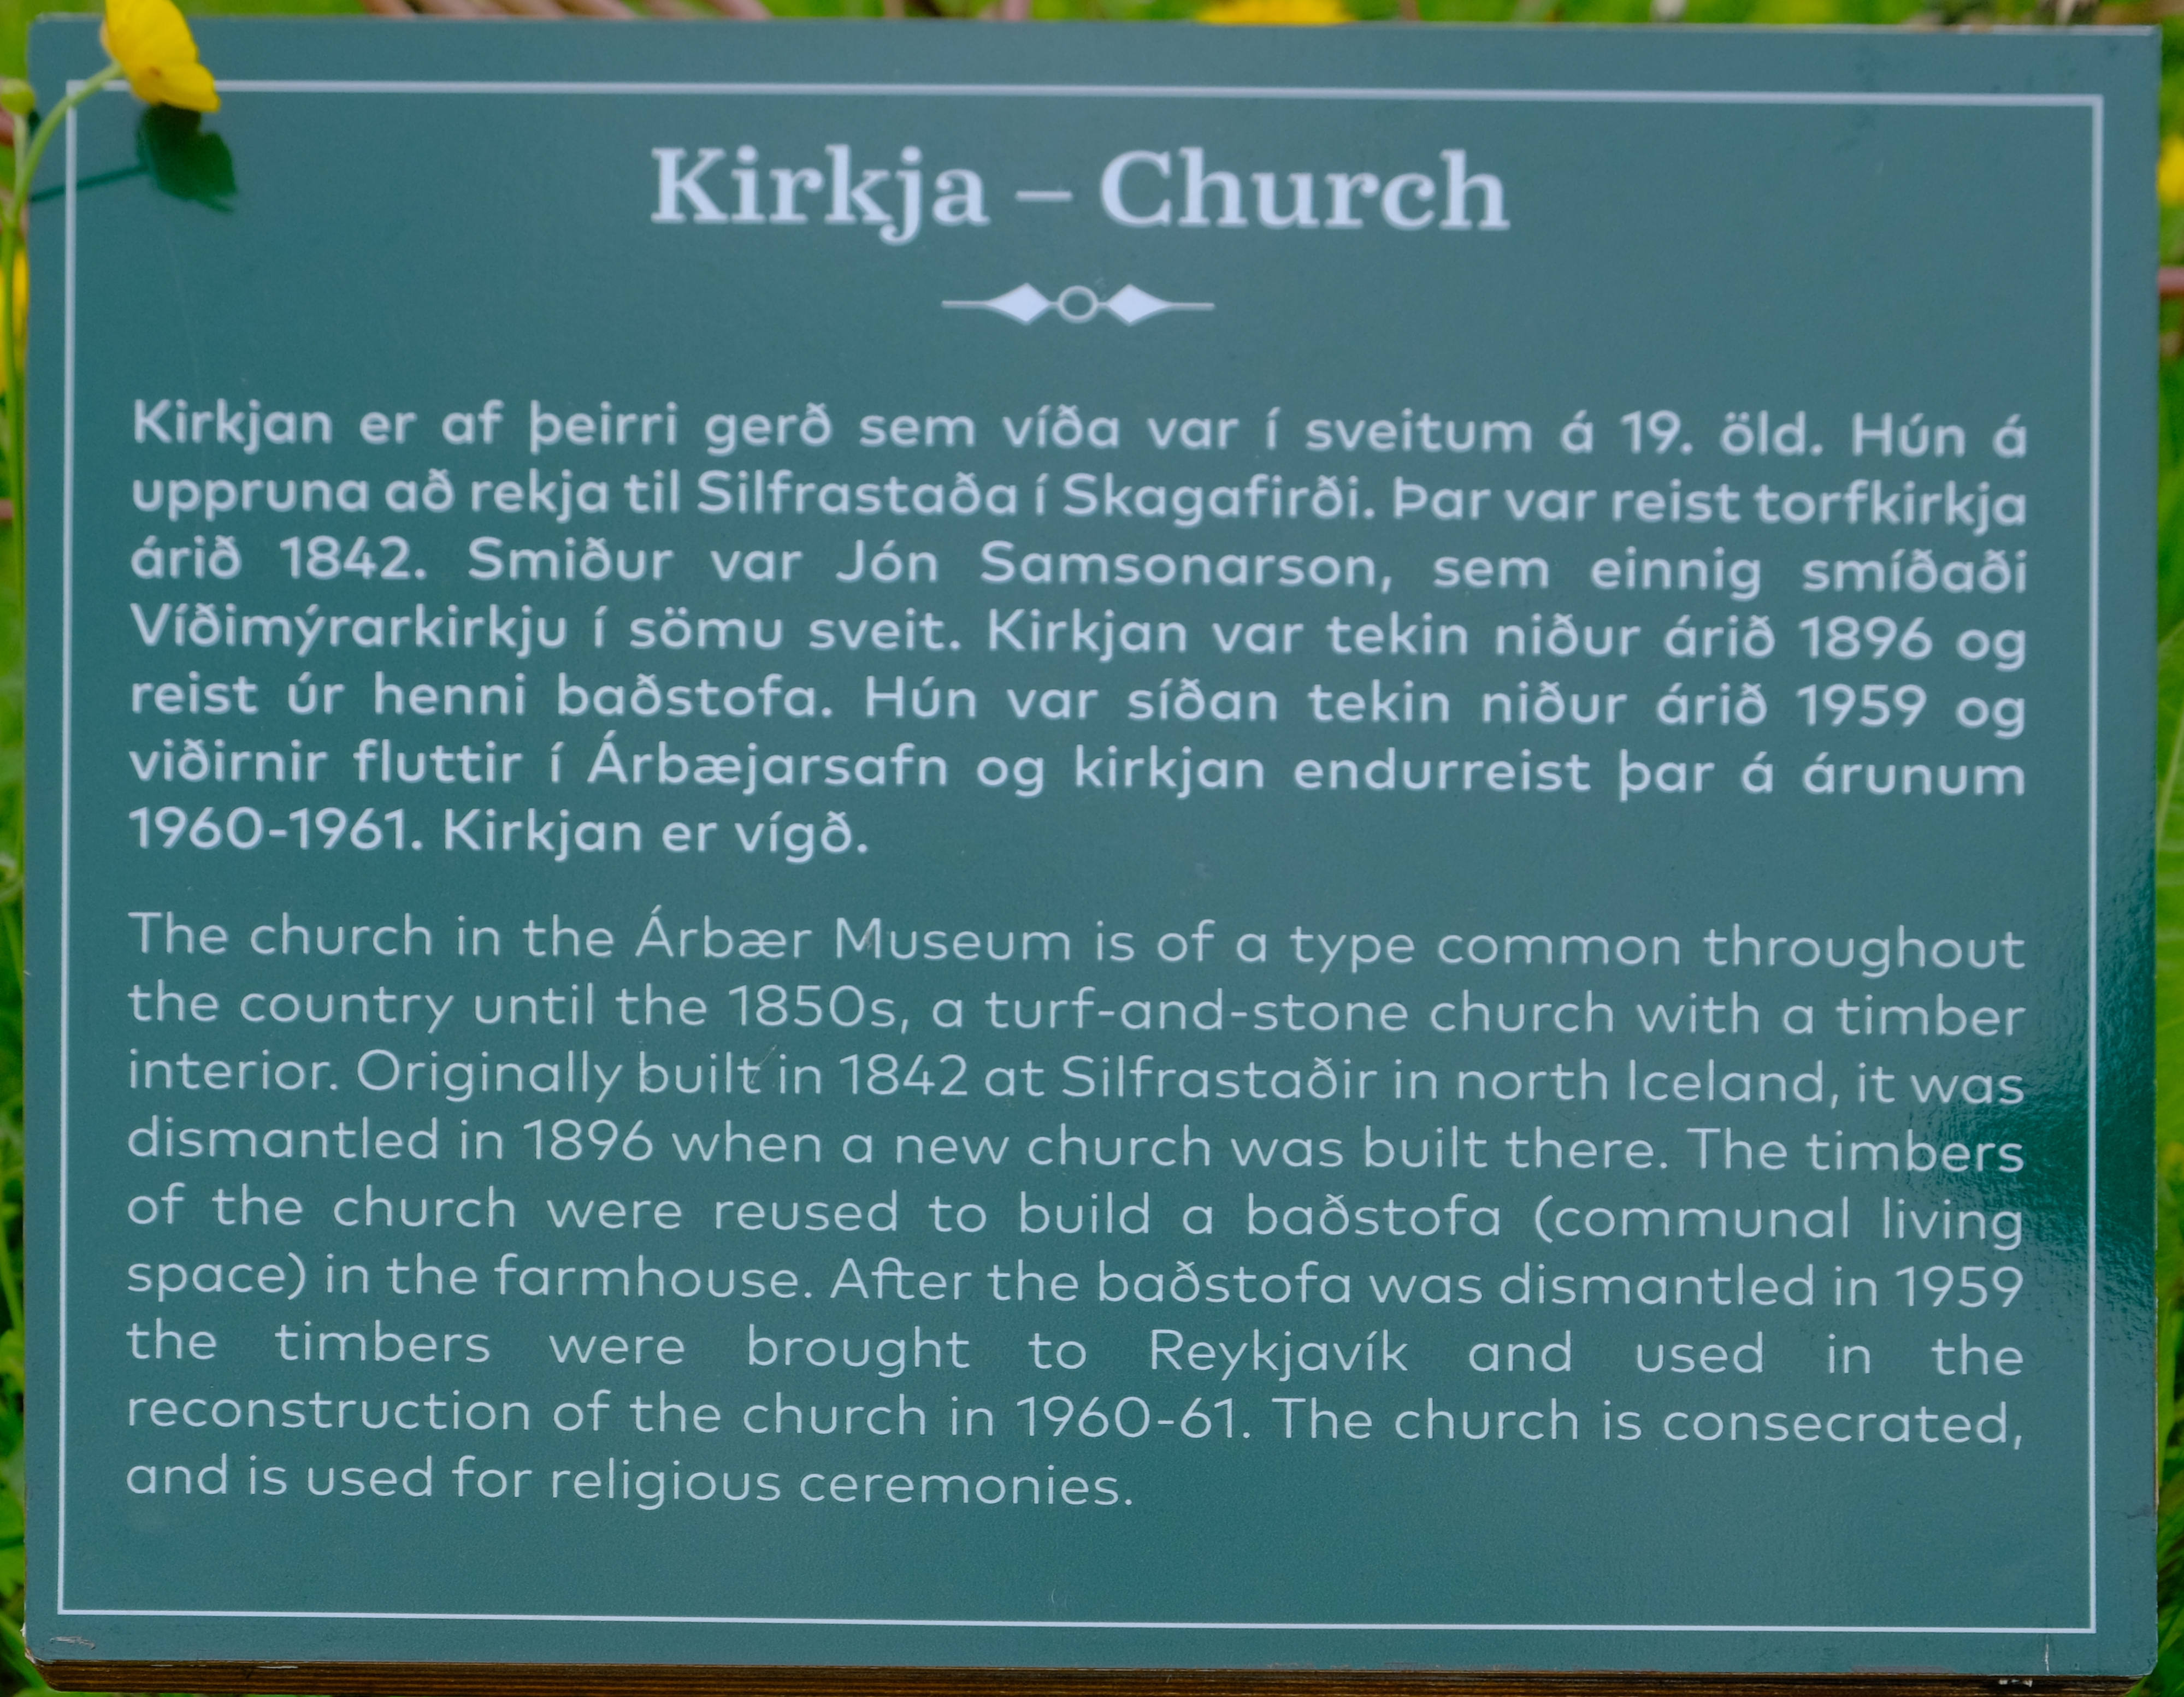 Kirkja – Church
Kirkjan er af þeirri gerð sem víða var í sveitum á 19. öld. Hún á
uppruna að rekja til Silfrastaða í Skagafirði. Þar var reist torfkirkja
árið 1842. Smiður var Jón Samsonarson, sem einnig smíðaði
Víðimýrarkirkju í sömu sveit. Kirkjan var tekin niður árið 1896 og
reist úr henni baðstofa. Hún var síðan tekin niður árið 1959 og
viðirnir fluttir í Árbæjarsafn og kirkjan endurreist þar á árunum
1960-1961. Kirkjan er vígð.
The church in the Árbær Museum is of a type common throughout
the country until the 1850s, a turf-and-stone church with a timber
interior. Originally built in 1842 at Silfrastaðir in north Iceland, it was
dismantled in 1896 when a new church was built there. The timbers
of the church were reused to build a baðstofa (communal living
space) in the farmhouse. After the baðstofa was dismantled in 1959
the timbers were brought to Reykjavík and used in the
reconstruction of the church in 1960-61. The church is consecrated,
and is used for religious ceremonies.